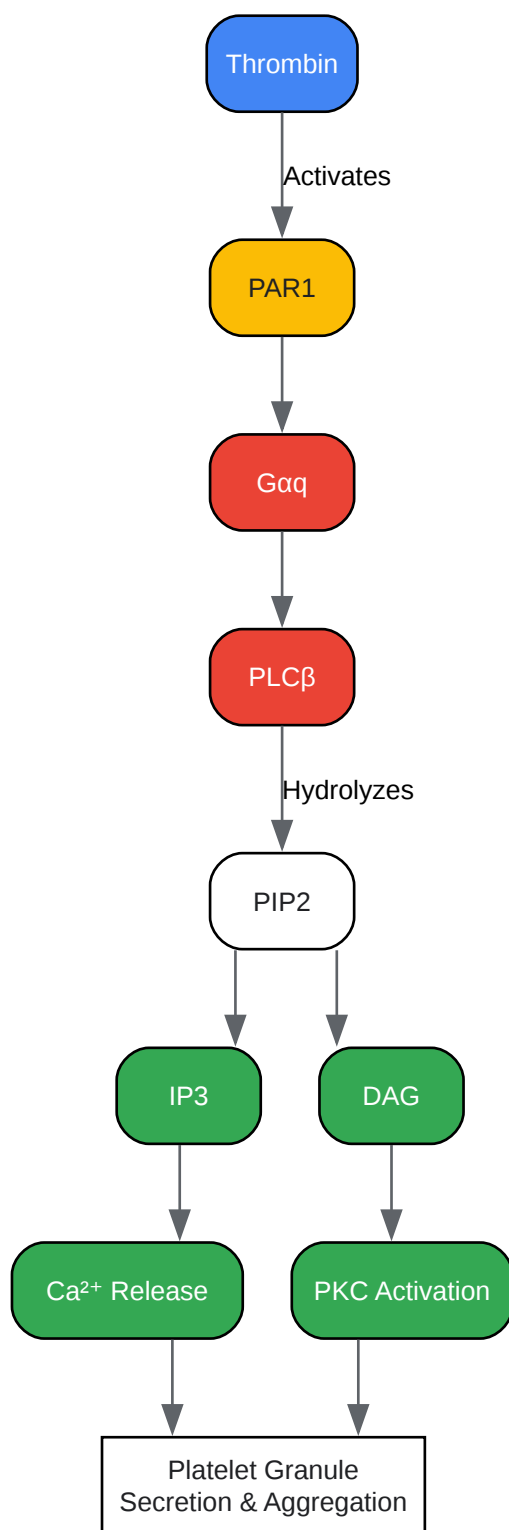 Thrombin
Activates
PAR1
Gαq
PLCβ
Hydrolyzes
PIP2
IP3
DAG
Ca²⁺ Release
PKC Activation
Platelet Granule
Secretion & Aggregation